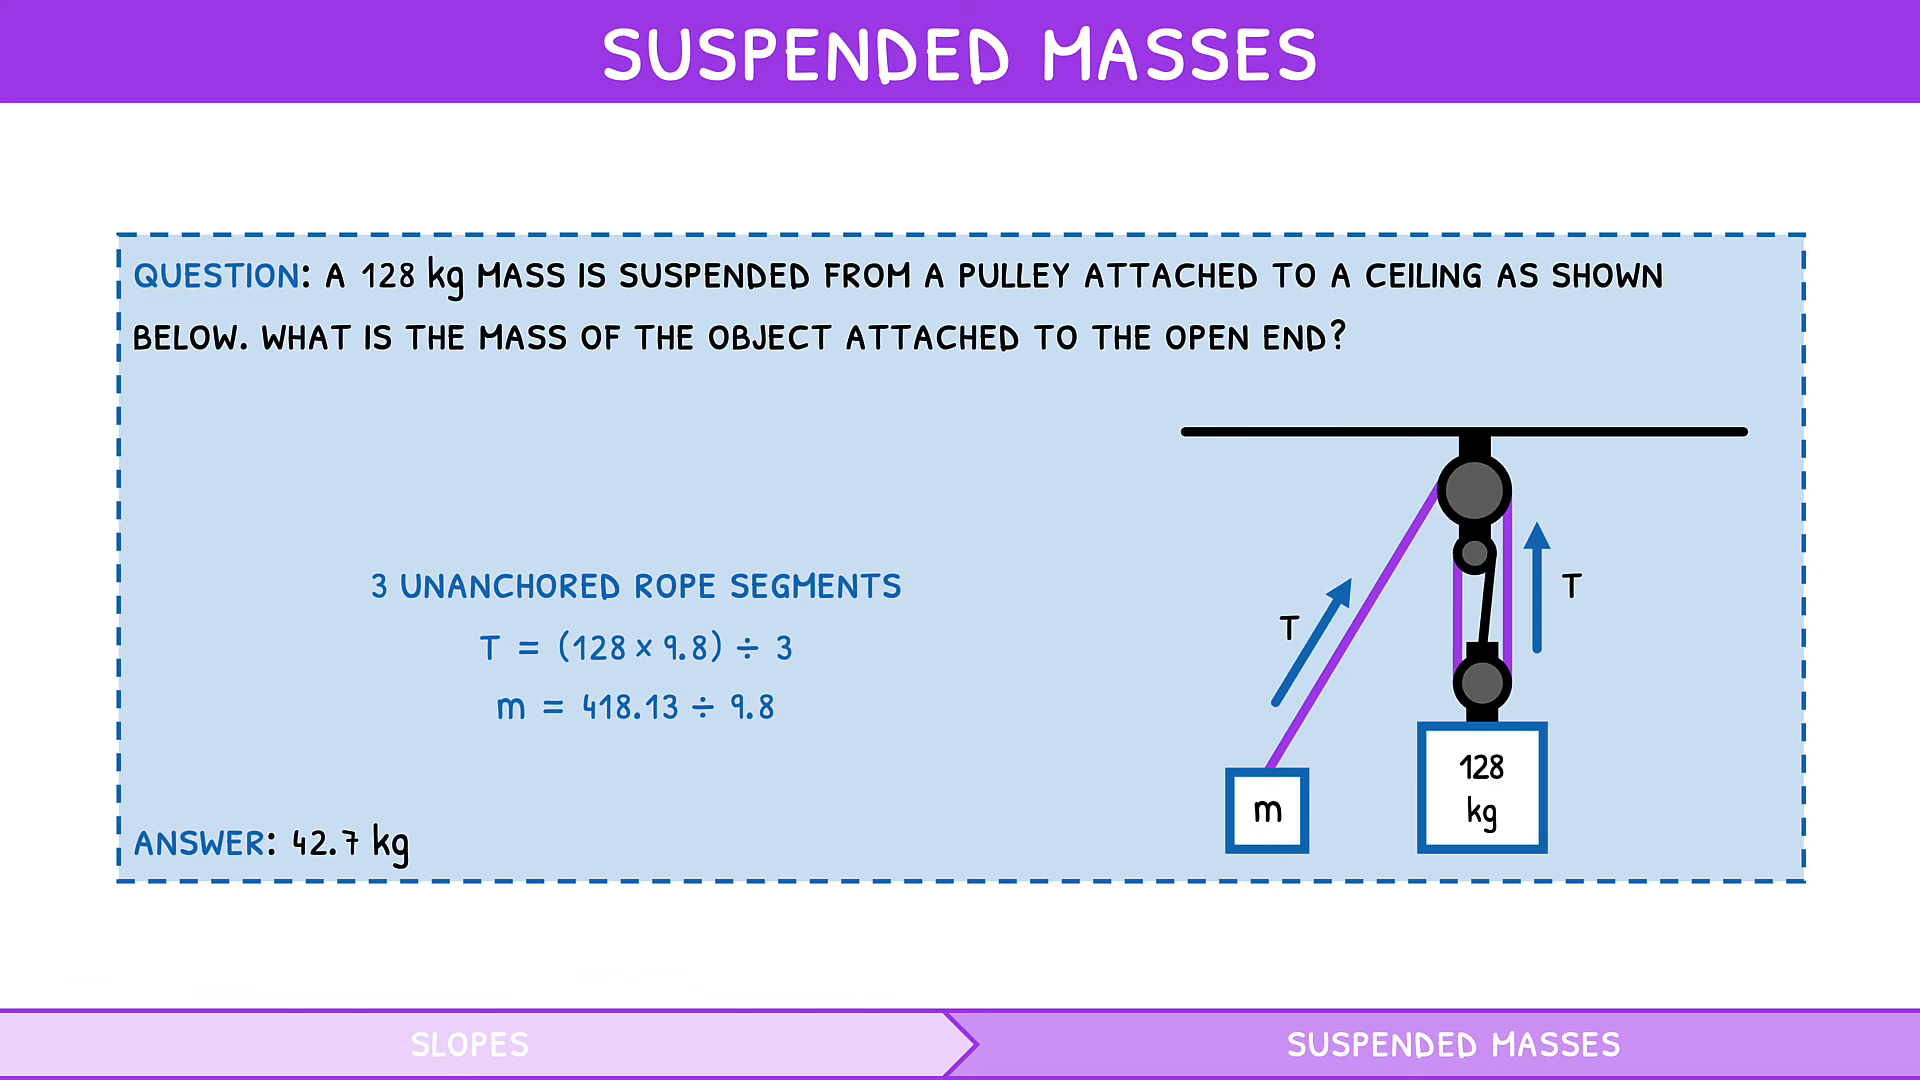 SUSPENDED MASSES
QUESTION: A 128 kg MASS IS SUSPENDED FROM A PULLEY ATTACHED TO A CEILING AS SHOWN
BELOW. WHAT IS THE MASS OF THE OBJECT ATTACHED TO THE OPEN END?
3 UNANCHORED ROPE SEGMENTS
T = (128 × 9.8) ÷ 3
m = 418.13 ÷ 9.8
T
T
m
128
kg
ANSWER: 42.7 kg
SLOPES
SUSPENDED MASSES